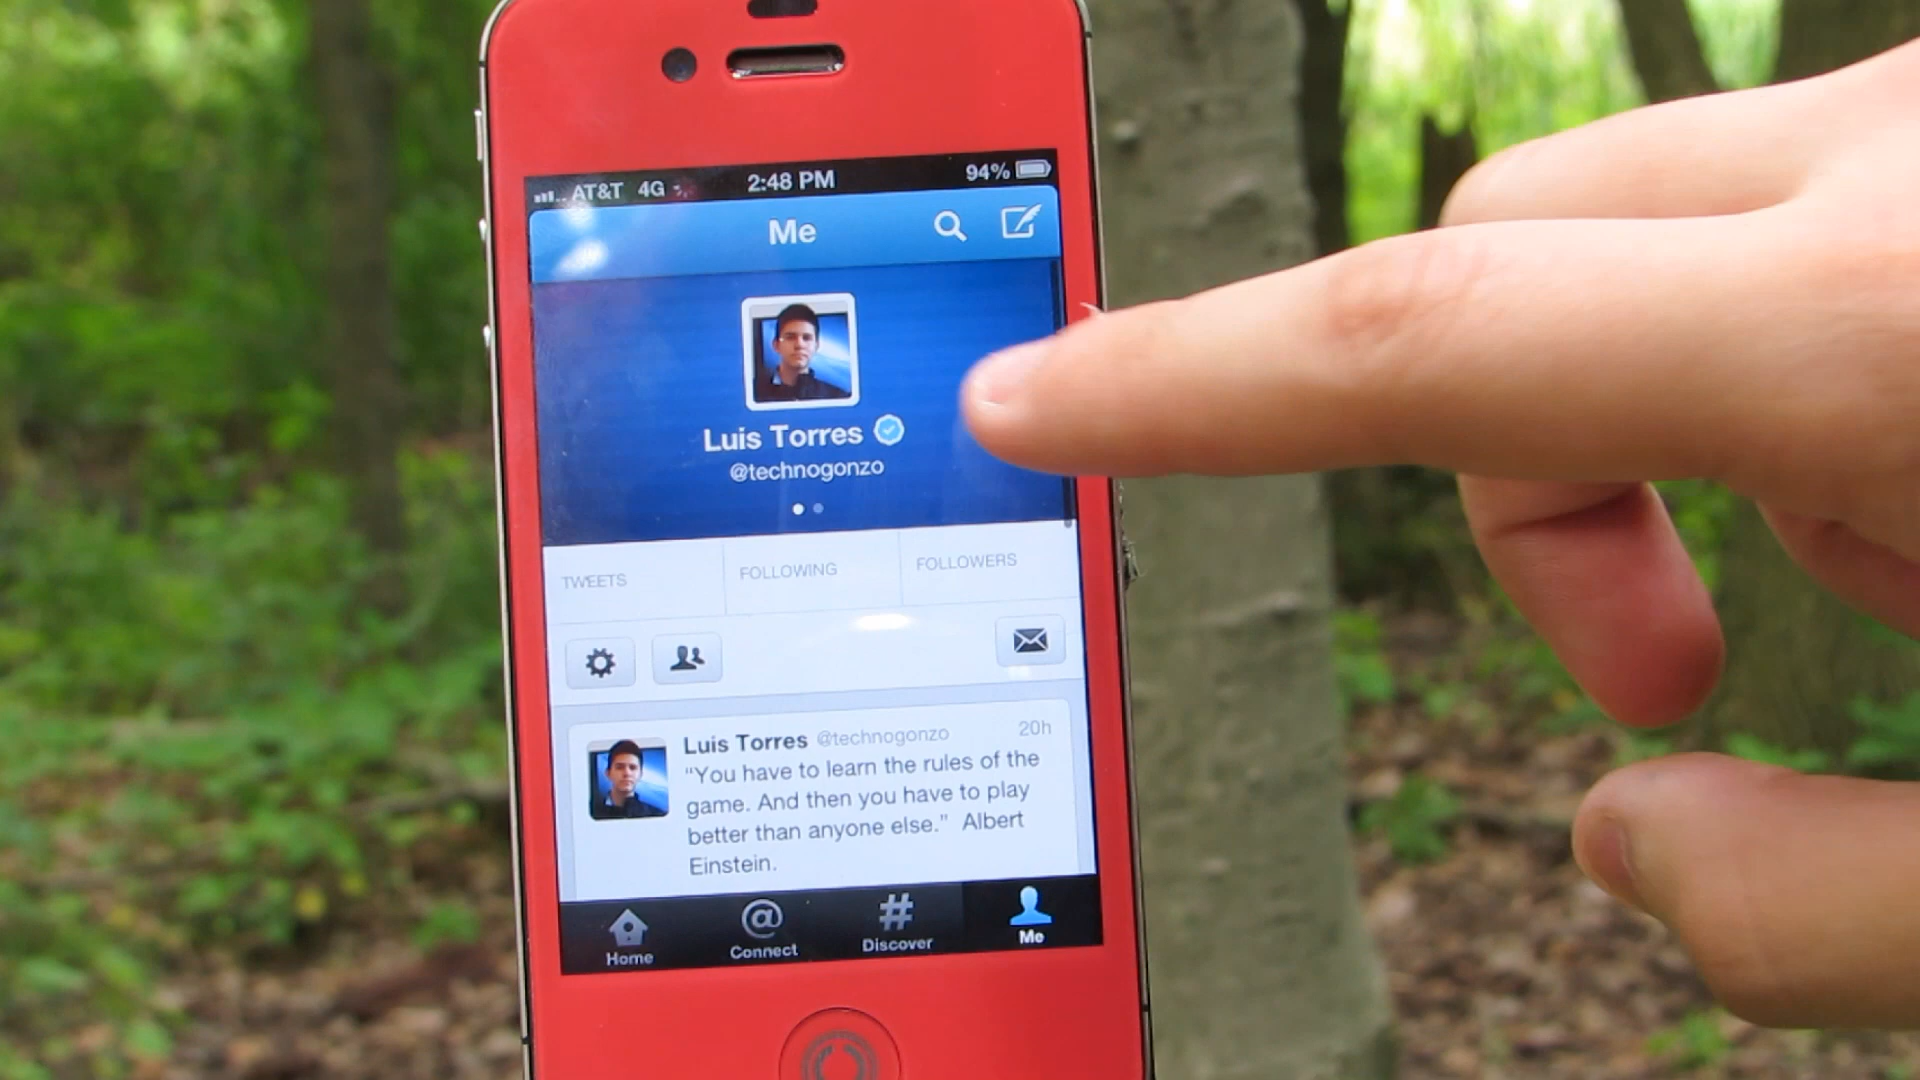 AT&T 4G 2:48 PM 94%
Me
Luis Torres
@technogonzo
TWEETS FOLLOWING FOLLOWERS
Luis Torres @technogonzo 20h
"You have to learn the rules of the
game. And then you have to play
better than anyone else." Albert
Einstein.
Home Connect Discover Me